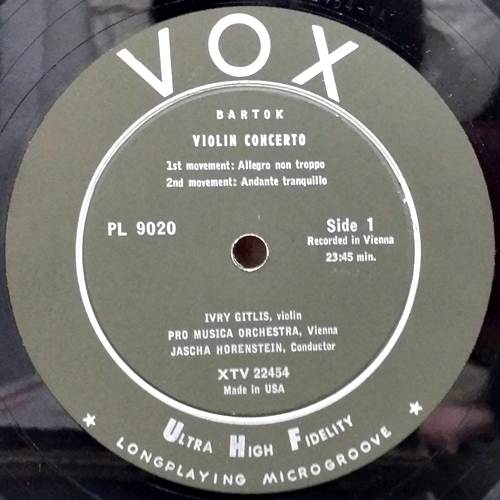 VOX
BARTOK
VIOLIN CONCERTO
1st movement: Allegro non troppo
2nd movement: Andante tranquillo
PL 9020
Side 1
Recorded in Vienna
23:45 min.
IVRY GITLIS, violin
PRO MUSICA ORCHESTRA, Vienna
JASCHA HORENSTEIN, Conductor
XTV 22454
Made in USA
ULTRA HIGH FIDELITY
★ LONGPLAYING MICROGROOVE ★